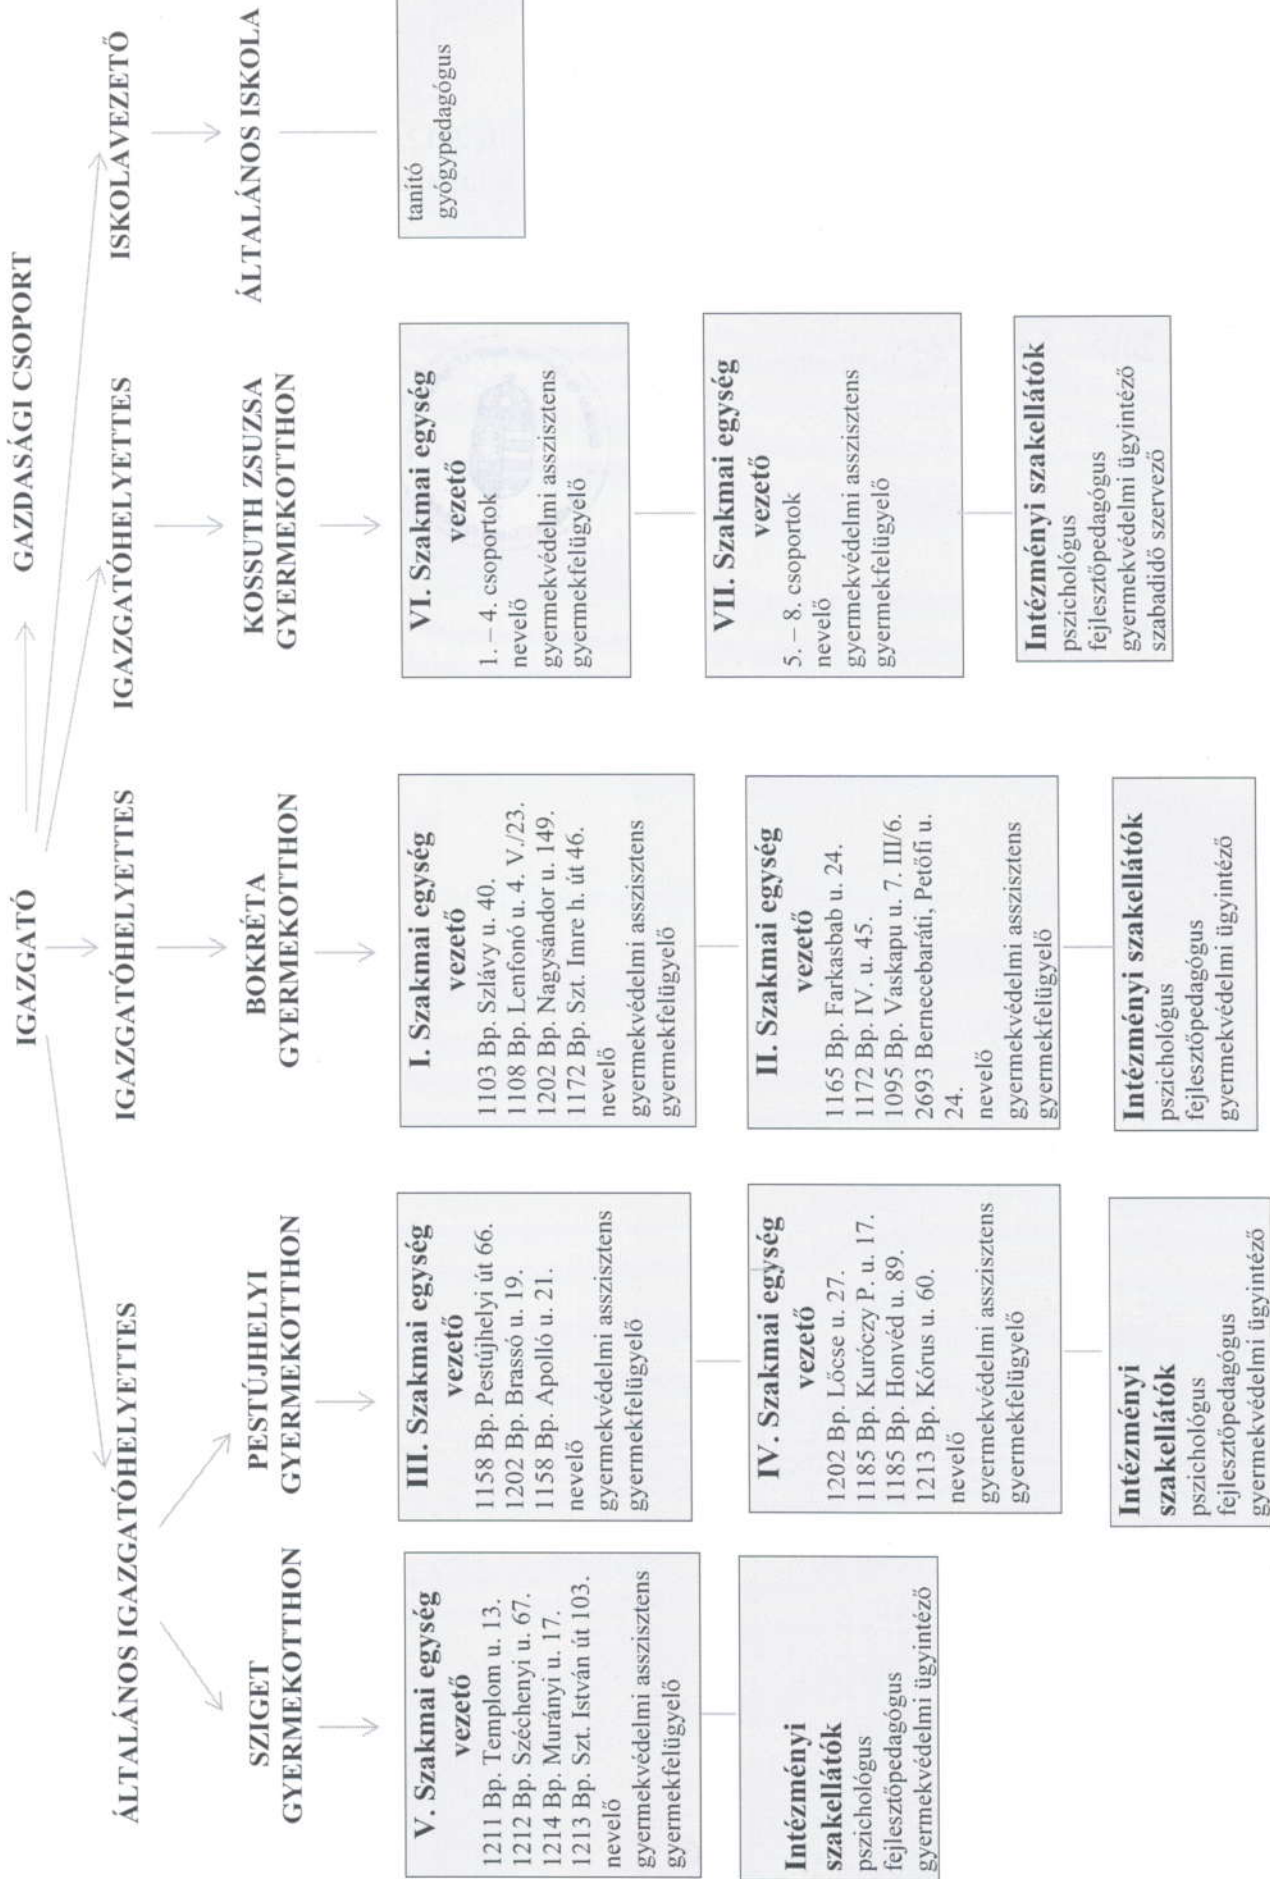 IGAZGATÓ
GAZDASÁGI CSOPORT
ÁLTALÁNOS IGAZGATÓHELYETTES
IGAZGATÓHELYETTES
IGAZGATÓHELYETTES
ISKOLAVEZETŐ
SZIGET
GYERMEKOTTHON
PESTÚJHELYI
GYERMEKOTTHON
BOKRÉTA
GYERMEKOTTHON
KOSSUTH ZSUZSA
GYERMEKOTTHON
ÁLTALÁNOS ISKOLA
V. Szakmai egység
vezető
1211 Bp. Templom u. 13.
1212 Bp. Széchenyi u. 67.
1214 Bp. Murányi u. 17.
1213 Bp. Szt. István út 103.
nevelő
gyermekvédelmi asszisztens
gyermekfelügyelő
Intézményi
szakellátók
pszichológus
fejlesztőpedagógus
gyermekvédelmi ügyintéző
III. Szakmai egység
vezető
1158 Bp. Pestújhelyi út 66.
1202 Bp. Brassó u. 19.
1158 Bp. Apolló u. 21.
nevelő
gyermekvédelmi asszisztens
gyermekfelügyelő
IV. Szakmai egység
vezető
1202 Bp. Lőcse u. 27.
1185 Bp. Kuróczy P. u. 17.
1185 Bp. Honvéd u. 89.
1213 Bp. Kórus u. 60.
nevelő
gyermekvédelmi asszisztens
gyermekfelügyelő
Intézményi
szakellátók
pszichológus
fejlesztőpedagógus
gyermekvédelmi ügyintéző
I. Szakmai egység
vezető
1103 Bp. Szlávy u. 40.
1108 Bp. Lenfonó u. 4. V./23.
1202 Bp. Nagysándor u. 149.
1172 Bp. Szt. Imre h. út 46.
nevelő
gyermekvédelmi asszisztens
gyermekfelügyelő
II. Szakmai egység
vezető
1165 Bp. Farkasbab u. 24.
1172 Bp. IV. u. 45.
1095 Bp. Vaskapu u. 7. III/6.
2693 Bernecebaráti, Petőfi u.
24.
nevelő
gyermekvédelmi asszisztens
gyermekfelügyelő
Intézményi szakellátók
pszichológus
fejlesztőpedagógus
gyermekvédelmi ügyintéző
VI. Szakmai egység
vezető
1. – 4. csoportok
nevelő
gyermekvédelmi asszisztens
gyermekfelügyelő
VII. Szakmai egység
vezető
5. – 8. csoportok
nevelő
gyermekvédelmi asszisztens
gyermekfelügyelő
Intézményi szakellátók
pszichológus
fejlesztőpedagógus
gyermekvédelmi ügyintéző
szabadidő szervező
tanító
gyógypedagógus